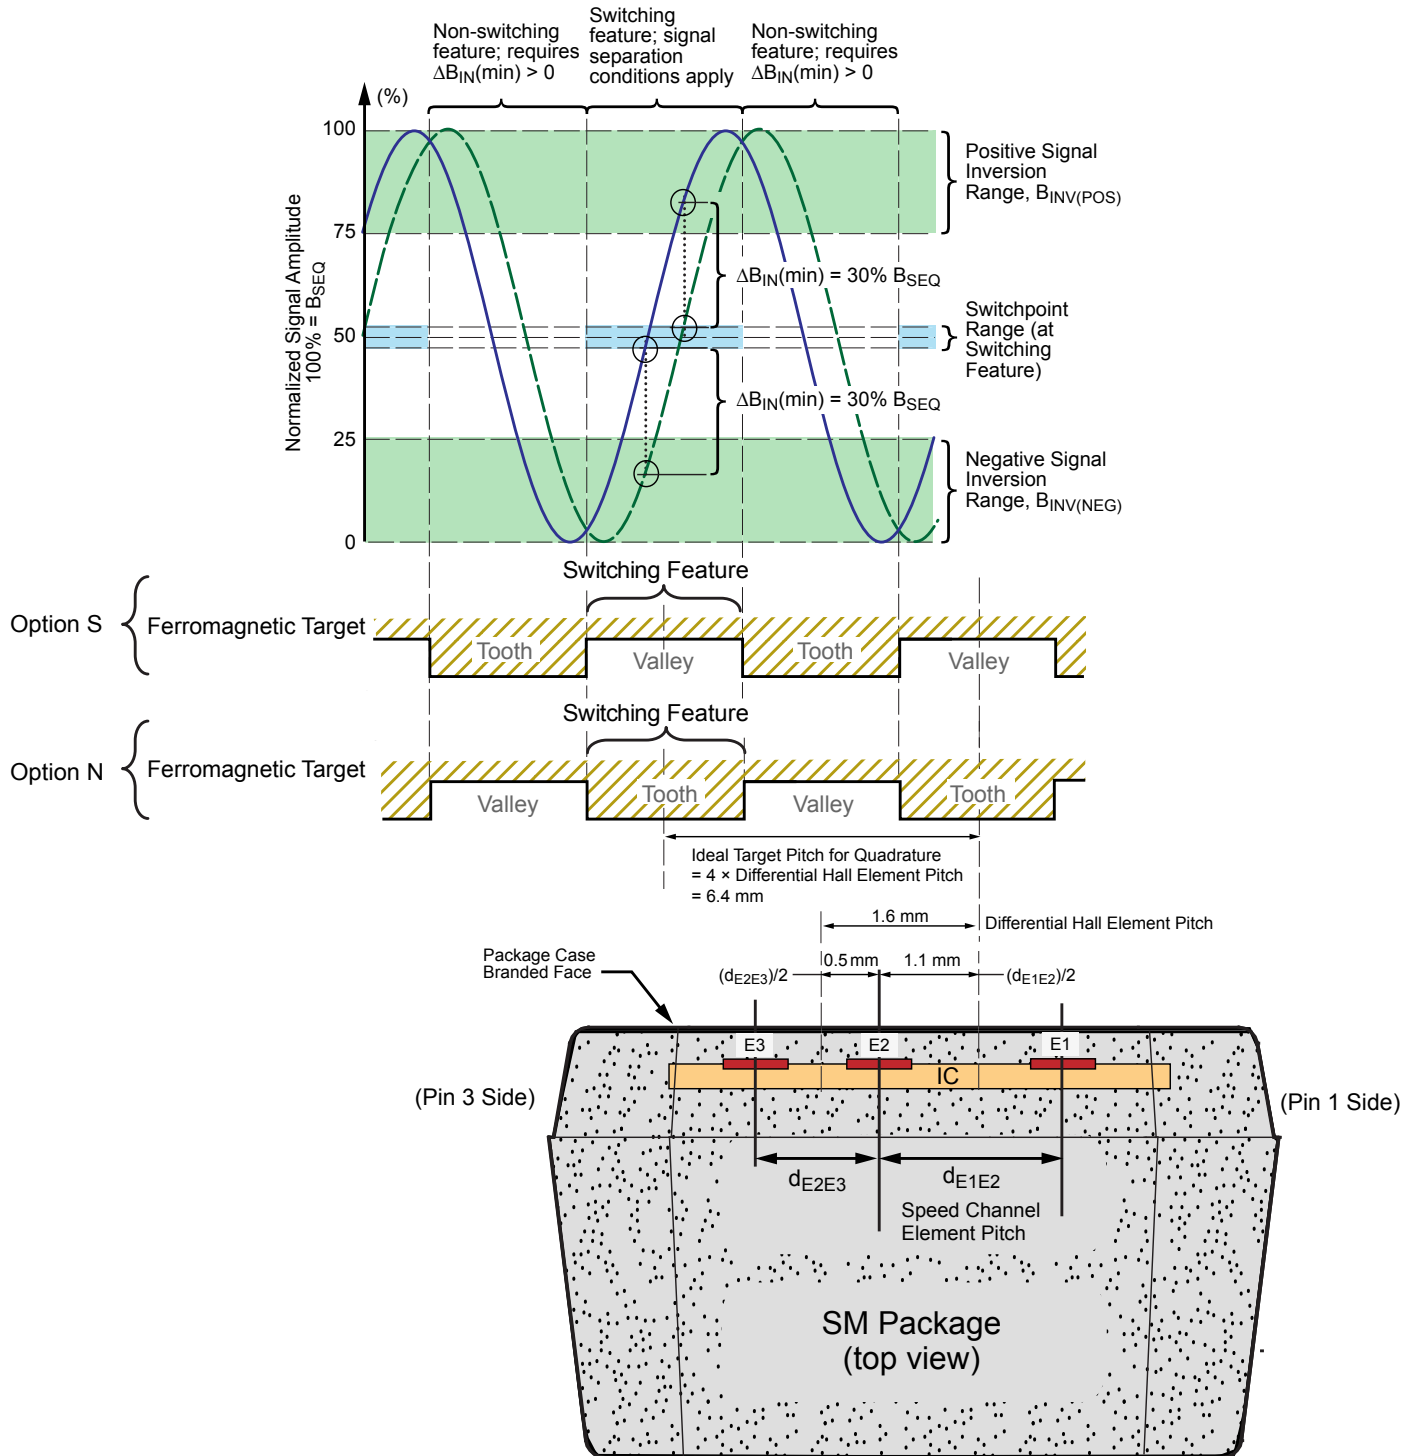 Non-switching
feature; requires
ΔBIN(min) > 0
Switching
feature; signal
separation
conditions apply
Non-switching
feature; requires
ΔBIN(min) > 0
(%)
100
75
50
25
0
Normalized Signal Amplitude
100% = BSEQ
Positive Signal
Inversion
Range, BINV(POS)
ΔBIN(min) = 30% BSEQ
Switchpoint
Range (at
Switching
Feature)
ΔBIN(min) = 30% BSEQ
Negative Signal
Inversion
Range, BINV(NEG)
Switching Feature
Option S
Ferromagnetic Target
Tooth
Valley
Tooth
Valley
Switching Feature
Option N
Ferromagnetic Target
Valley
Tooth
Valley
Tooth
Ideal Target Pitch for Quadrature
= 4 × Differential Hall Element Pitch
= 6.4 mm
1.6 mm
Differential Hall Element Pitch
Package Case
Branded Face
(dE2E3)/2
0.5 mm
1.1 mm
(dE1E2)/2
E3
E2
E1
IC
(Pin 3 Side)
(Pin 1 Side)
dE2E3
dE1E2
Speed Channel
Element Pitch
SM Package
(top view)